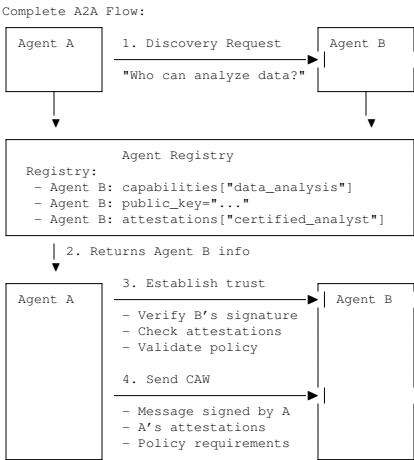 Complete A2A Flow:
Agent A
1. Discovery Request
Agent B
"Who can analyze data?"
Agent Registry
Registry:
- Agent B: capabilities["data_analysis"]
- Agent B: public_key="..."
- Agent B: attestations["certified_analyst"]
2. Returns Agent B info
3. Establish trust
Agent A
Agent B
- Verify B's signature
- Check attestations
- Validate policy
4. Send CAW
- Message signed by A
- A's attestations
- Policy requirements